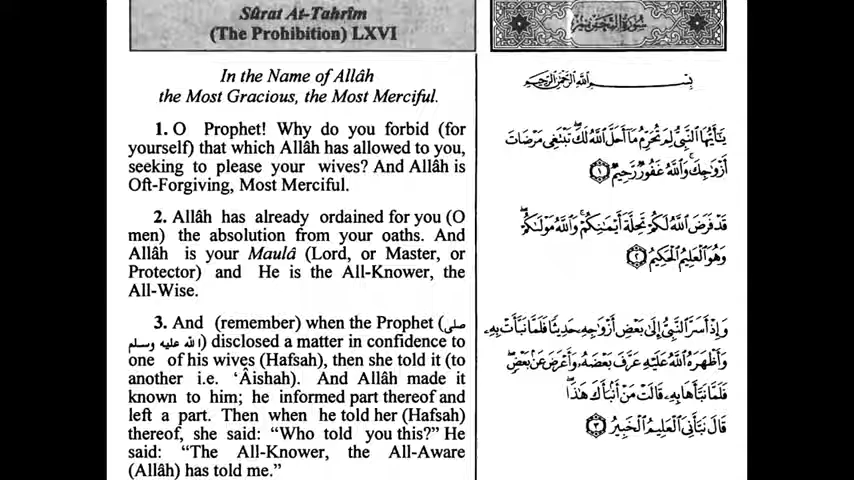 Sûrat At-Tahrîm
(The Prohibition) LXVI
In the Name of Allâh
the Most Gracious, the Most Merciful.
1. O Prophet! Why do you forbid (for
yourself) that which Allâh has allowed to you,
seeking to please your wives? And Allâh is
Oft-Forgiving, Most Merciful.
2. Allâh has already ordained for you (O
men) the absolution from your oaths. And
Allâh is your Maulâ (Lord, or Master, or
Protector) and He is the All-Knower, the
All-Wise.
3. And (remember) when the Prophet (صلى
الله عليه وسلم) disclosed a matter in confidence to
one of his wives (Hafsah), then she told it (to
another i.e. ‘Âishah). And Allâh made it
known to him; he informed part thereof and
left a part. Then when he told her (Hafsah)
thereof, she said: “Who told you this?” He
said: “The All-Knower, the All-Aware
(Allâh) has told me.”
سُورَةُ التَّحْرِيمِ
بِسْمِ اللَّهِ الرَّحْمَٰنِ الرَّحِيمِ
يَٰٓأَيُّهَا ٱلنَّبِىُّ لِمَ تُحَرِّمُ مَآ أَحَلَّ ٱللَّهُ لَكَ ۖ تَبْتَغِى مَرْضَاتَ
أَزْوَٰجِكَ ۚ وَٱللَّهُ غَفُورٌ رَّحِيمٌ ١
قَدْ فَرَضَ ٱللَّهُ لَكُمْ تَحِلَّةَ أَيْمَٰنِكُمْ ۚ وَٱللَّهُ مَوْلَىٰكُمْ ۖ
وَهُوَ ٱلْعَلِيمُ ٱلْحَكِيمُ ٢
وَإِذْ أَسَرَّ ٱلنَّبِىُّ إِلَىٰ بَعْضِ أَزْوَٰجِهِۦ حَدِيثًا فَلَمَّا نَبَّأَتْ بِهِۦ
وَأَظْهَرَهُ ٱللَّهُ عَلَيْهِ عَرَّفَ بَعْضَهُۥ وَأَعْرَضَ عَنۢ بَعْضٍ ۖ
فَلَمَّا نَبَّأَهَا بِهِۦ قَالَتْ مَنْ أَنۢبَأَكَ هَٰذَا ۖ
قَالَ نَبَّأَنِىَ ٱلْعَلِيمُ ٱلْخَبِيرُ ٣